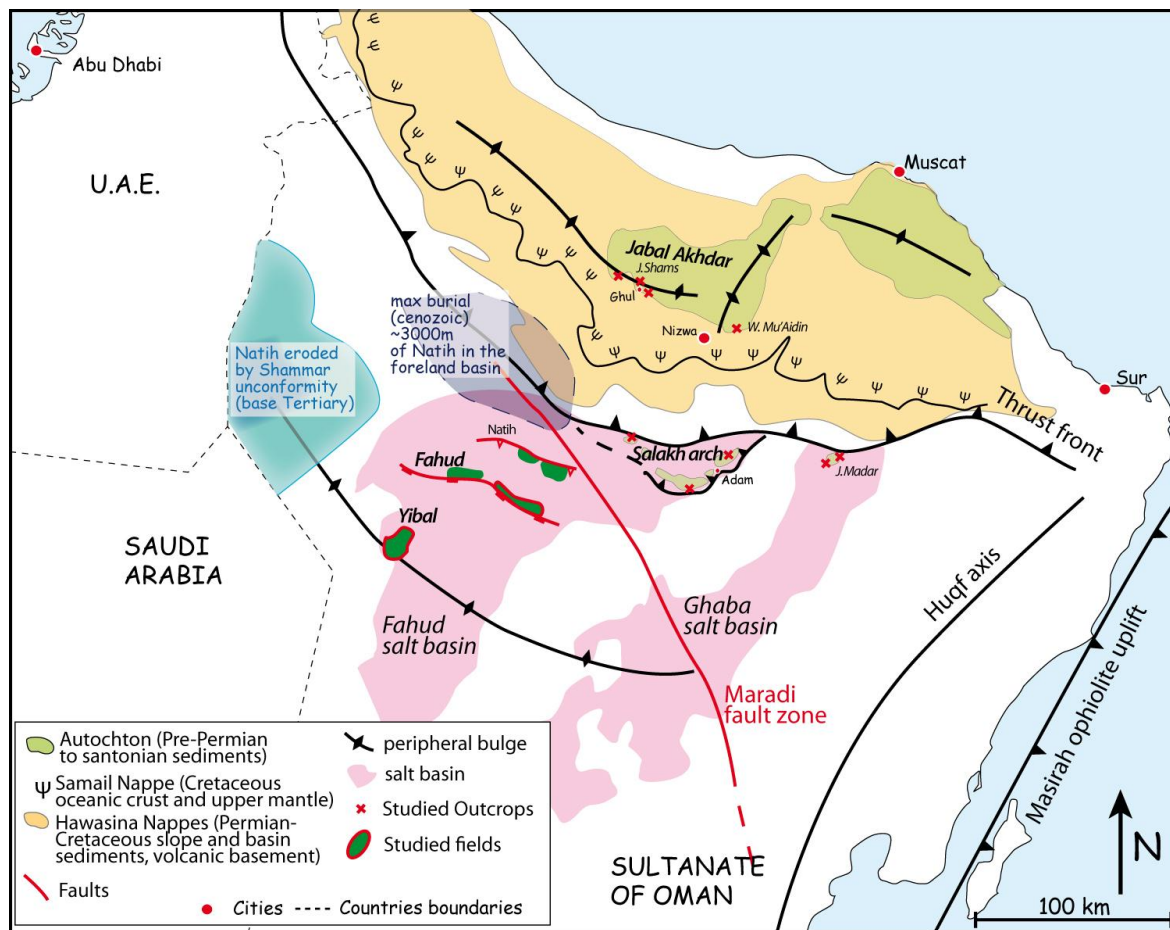 Abu Dhabi
U.A.E.
Muscat
Jabal Akhdar
J.Shams
Ghul
W. Mu'Aidin
Nizwa
max burial
(cenozoic)
~3000m
of Natih in the
foreland basin
Natih eroded
by Shammar
unconformity
(base Tertiary)
Sur
Thrust front
Natih
Salakh arch
Fahud
Adam
J.Madar
Yibal
SAUDI
ARABIA
Huqf axis
Ghaba
salt basin
Fahud
salt basin
Maradi
fault zone
Masirah ophiolite uplift
SULTANATE
OF OMAN
N
100 km
Autochton (Pre-Permian
to santonian sediments)
Samail Nappe (Cretaceous
oceanic crust and upper mantle)
Hawasina Nappes (Permian-
Cretaceous slope and basin
sediments, volcanic basement)
Faults
peripheral bulge
salt basin
Studied Outcrops
Studied fields
Cities
Countries boundaries